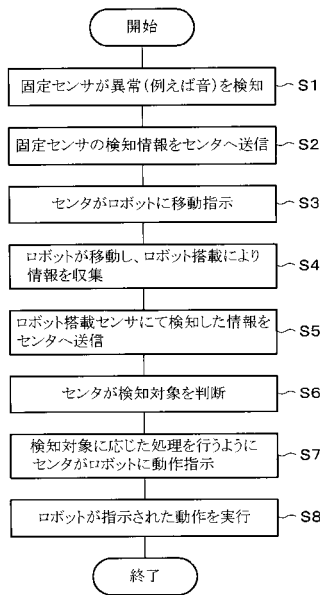 開始
固定センサが異常(例えば音)を検知
S1
固定センサの検知情報をセンタへ送信
S2
センタがロボットに移動指示
S3
ロボットが移動し、ロボット搭載により
情報を収集
S4
ロボット搭載センサにて検知した情報を
センタへ送信
S5
センタが検知対象を判断
S6
検知対象に応じた処理を行うように
センタがロボットに動作指示
S7
ロボットが指示された動作を実行
S8
終了